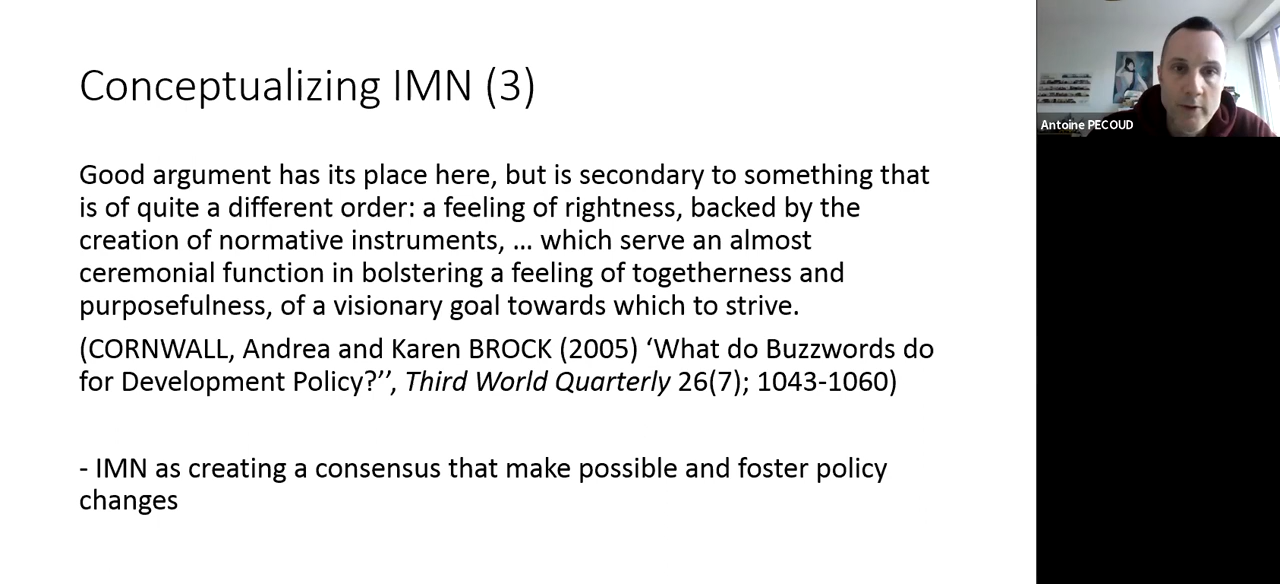 Conceptualizing IMN (3)
Good argument has its place here, but is secondary to something that
is of quite a different order: a feeling of rightness, backed by the
creation of normative instruments, ... which serve an almost
ceremonial function in bolstering a feeling of togetherness and
purposefulness, of a visionary goal towards which to strive.
(CORNWALL, Andrea and Karen BROCK (2005) ‘What do Buzzwords do
for Development Policy?’’, Third World Quarterly 26(7); 1043-1060)
- IMN as creating a consensus that make possible and foster policy
changes
Antoine PECOUD